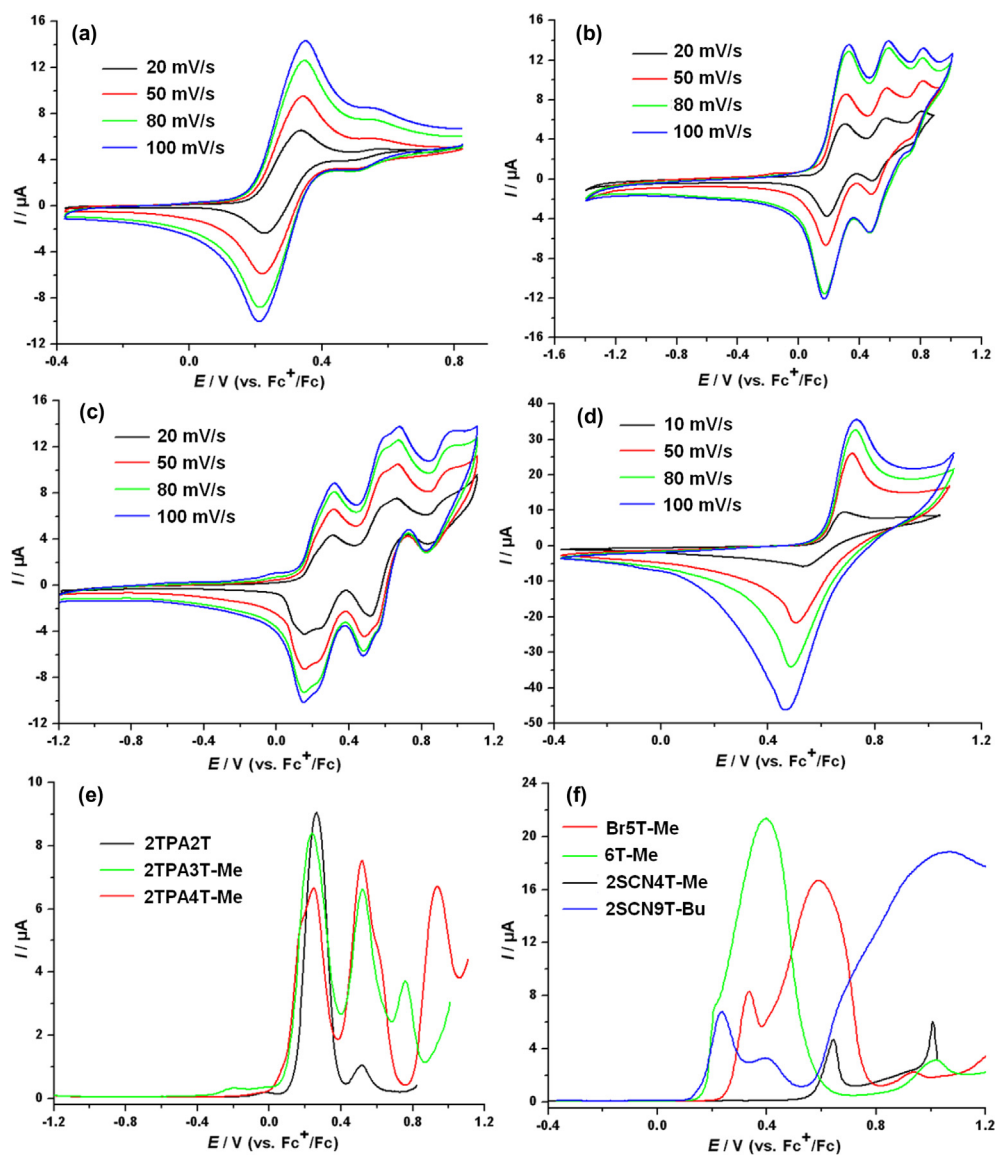 (a)
20 mV/s
50 mV/s
80 mV/s
100 mV/s
I / µA
16
12
8
4
0
-4
-8
-12
-0.4
0.0
0.4
0.8
E / V (vs. Fc+/Fc)
(b)
20 mV/s
50 mV/s
80 mV/s
100 mV/s
I / µA
16
12
8
4
0
-4
-8
-12
-16
-1.6
-1.2
-0.8
-0.4
0.0
0.4
0.8
1.2
E / V (vs. Fc+/Fc)
(c)
20 mV/s
50 mV/s
80 mV/s
100 mV/s
I / µA
16
12
8
4
0
-4
-8
-12
-1.2
-0.8
-0.4
0.0
0.4
0.8
1.2
E / V (vs. Fc+/Fc)
(d)
10 mV/s
50 mV/s
80 mV/s
100 mV/s
I / µA
40
30
20
10
0
-10
-20
-30
-40
-50
0.0
0.4
0.8
1.2
E / V (vs. Fc+/Fc)
(e)
2TPA2T
2TPA3T-Me
2TPA4T-Me
I / µA
10
8
6
4
2
0
-1.2
-0.8
-0.4
0.0
0.4
0.8
1.2
E / V (vs. Fc+/Fc)
(f)
Br5T-Me
6T-Me
2SCN4T-Me
2SCN9T-Bu
I / µA
24
20
16
12
8
4
0
-0.4
0.0
0.4
0.8
1.2
E / V (vs. Fc+/Fc)